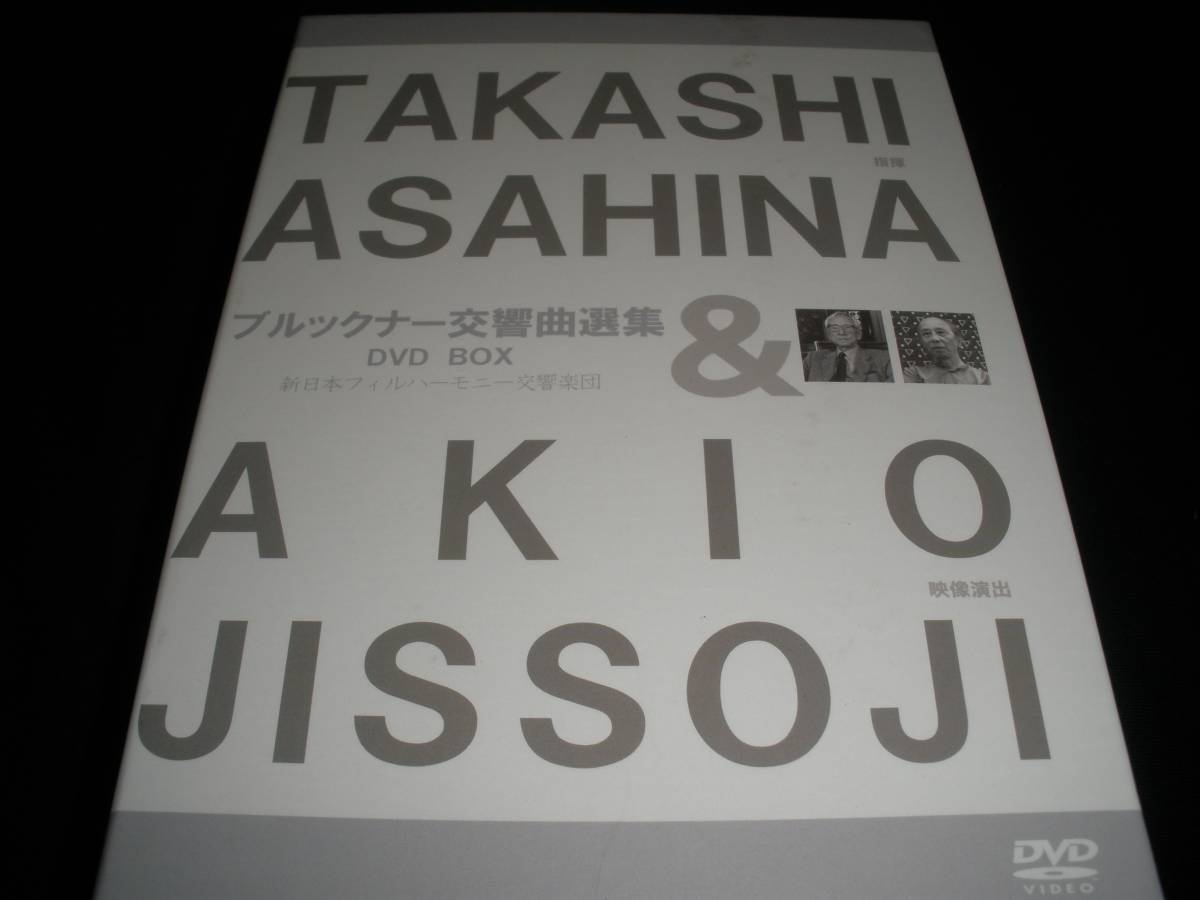 TAKASHI
指揮
ASAHINA
ブルックナー交響曲選集
DVD BOX
新日本フィルハーモニー交響楽団
&
AKIO
映像演出
JISSOJI
DVD
VIDEO